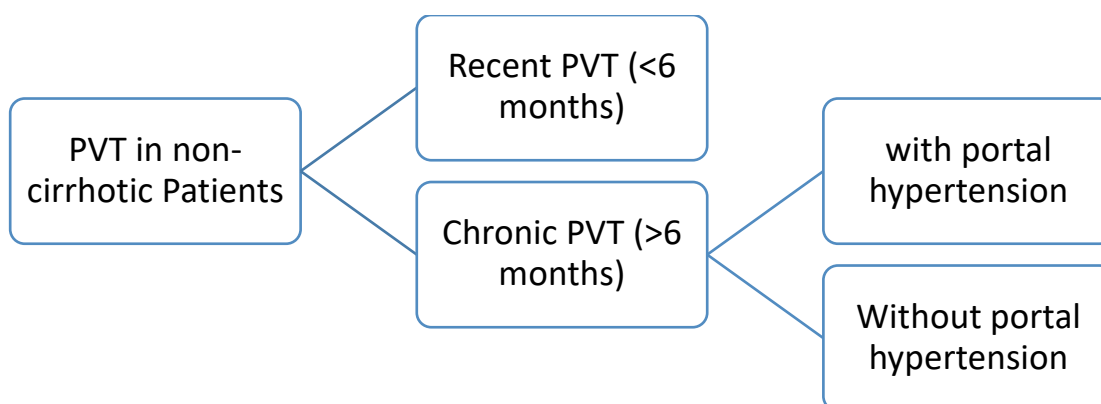 PVT in non-
cirrhotic Patients
Recent PVT (<6
months)
Chronic PVT (>6
months)
with portal
hypertension
Without portal
hypertension